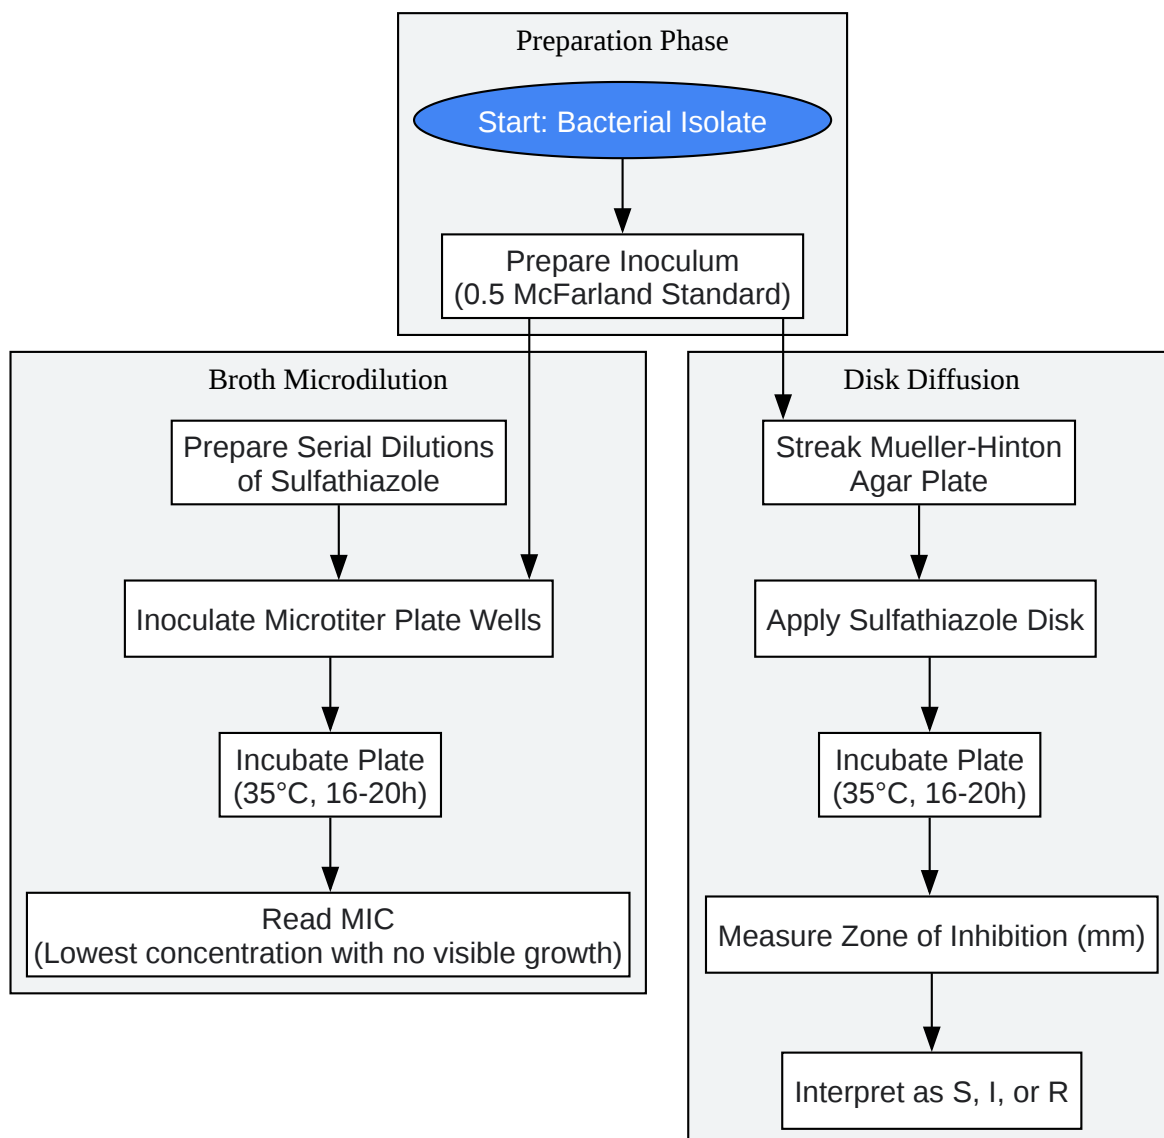 Preparation Phase
Start: Bacterial Isolate
Prepare Inoculum
(0.5 McFarland Standard)
Broth Microdilution
Prepare Serial Dilutions
of Sulfathiazole
Inoculate Microtiter Plate Wells
Incubate Plate
(35°C, 16-20h)
Read MIC
(Lowest concentration with no visible growth)
Disk Diffusion
Streak Mueller-Hinton
Agar Plate
Apply Sulfathiazole Disk
Incubate Plate
(35°C, 16-20h)
Measure Zone of Inhibition (mm)
Interpret as S, I, or R